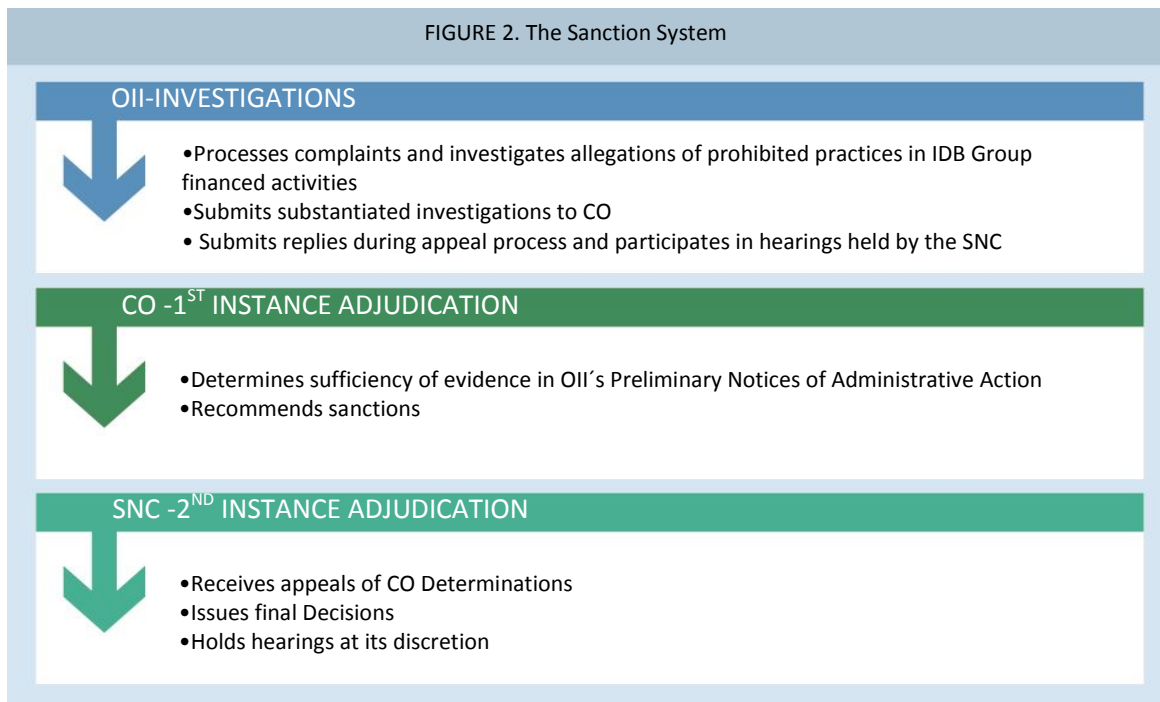 FIGURE 2. The Sanction System
OII-INVESTIGATIONS
•Processes complaints and investigates allegations of prohibited practices in IDB Group
financed activities
•Submits substantiated investigations to CO
• Submits replies during appeal process and participates in hearings held by the SNC
CO -1ST INSTANCE ADJUDICATION
•Determines sufficiency of evidence in OII´s Preliminary Notices of Administrative Action
•Recommends sanctions
SNC -2ND INSTANCE ADJUDICATION
•Receives appeals of CO Determinations
•Issues final Decisions
•Holds hearings at its discretion